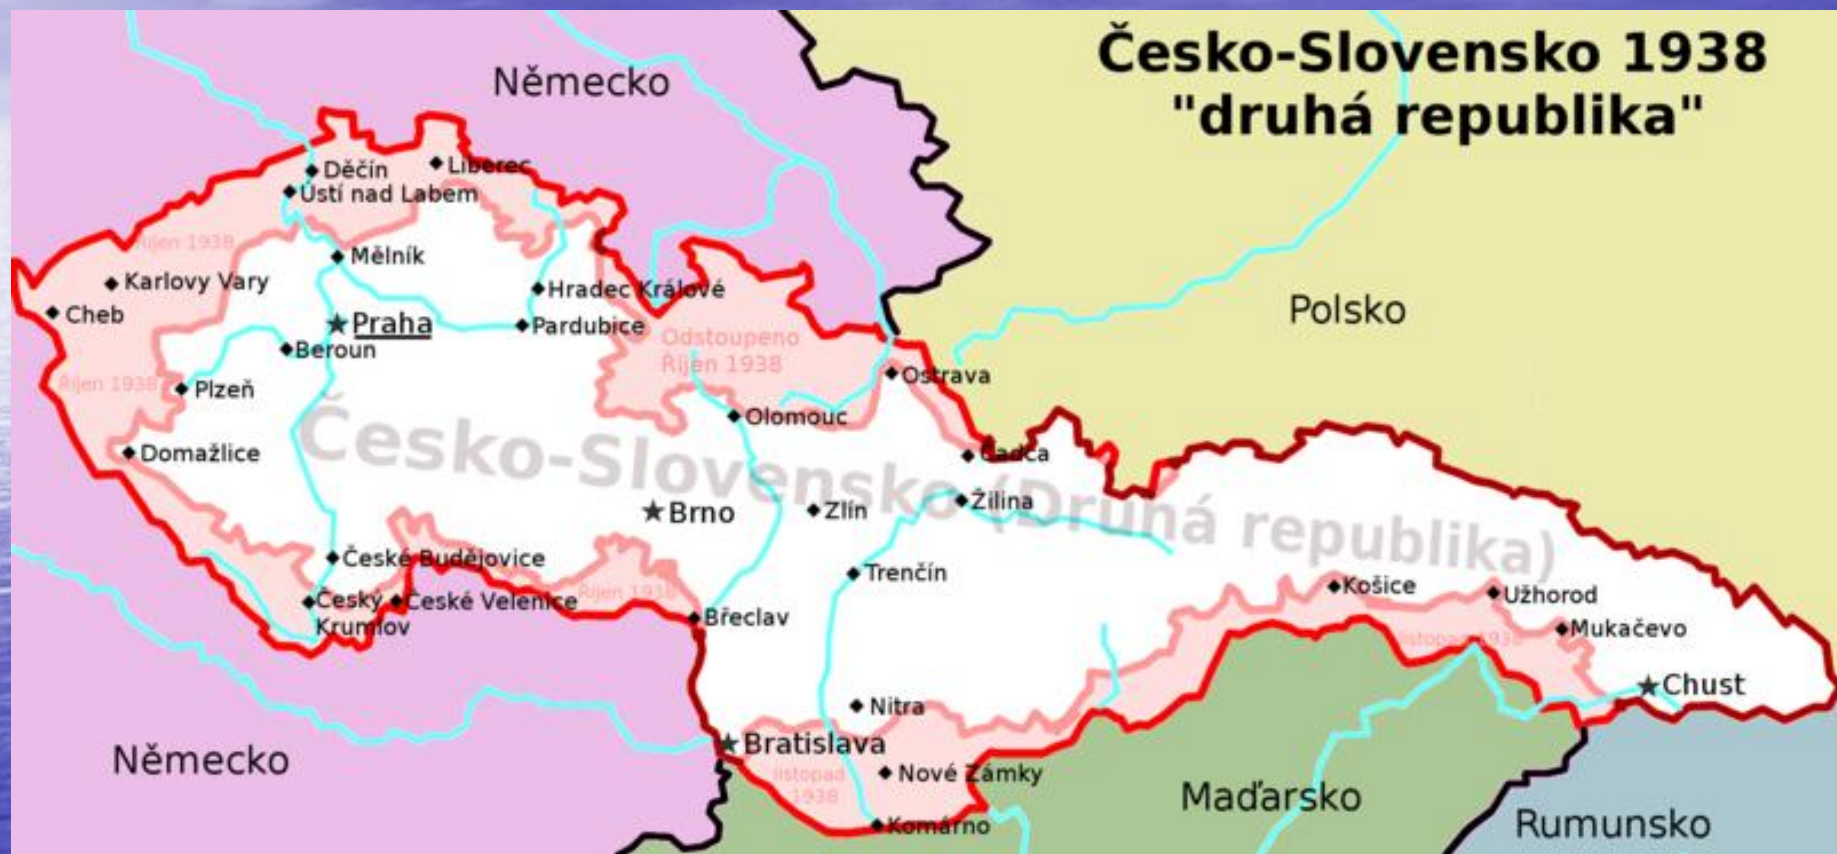 Česko-Slovensko 1938
"druhá republika"
Německo
Děčín
Liberec
Ústí nad Labem
Říjen 1938
Mělník
Karlovy Vary
Hradec Králové
Cheb
Praha
Pardubice
Polsko
Odstoupeno
Říjen 1938
Beroun
Ostrava
Říjen 1938
Plzeň
Olomouc
Česko-Slovensko (Druhá republika)
Domažlice
Čadca
Žilina
Brno
Zlín
České Budějovice
Trenčín
Košice
Užhorod
Říjen 1938
Český
Krumlov
České Velenice
Břeclav
Mukačevo
listopad 1938
Chust
Nitra
Bratislava
Německo
listopad
1938
Nové Zámky
Maďarsko
Komárno
Rumunsko